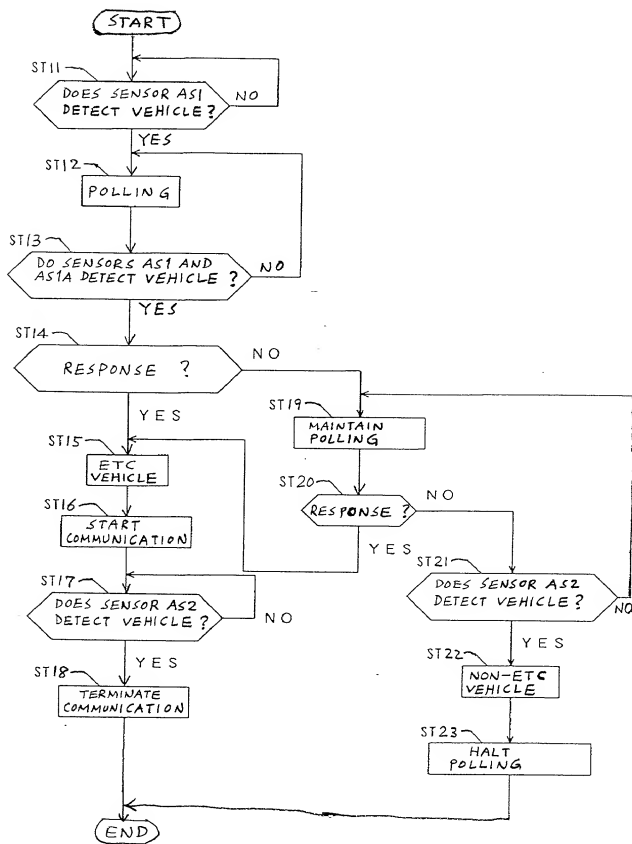 START
ST11
DOES SENSOR AS1
DETECT VEHICLE?
NO
YES
ST12
POLLING
ST13
DO SENSORS AS1 AND
AS1A DETECT VEHICLE ?
NO
YES
ST14
RESPONSE ?
NO
YES
ST15
ETC
VEHICLE
ST16
START
COMMUNICATION
ST17
DOES SENSOR AS2
DETECT VEHICLE?
NO
YES
ST18
TERMINATE
COMMUNICATION
ST19
MAINTAIN
POLLING
ST20
RESPONSE ?
NO
YES
ST21
DOES SENSOR AS2
DETECT VEHICLE?
NO
YES
ST22
NON-ETC
VEHICLE
ST23
HALT
POLLING
END